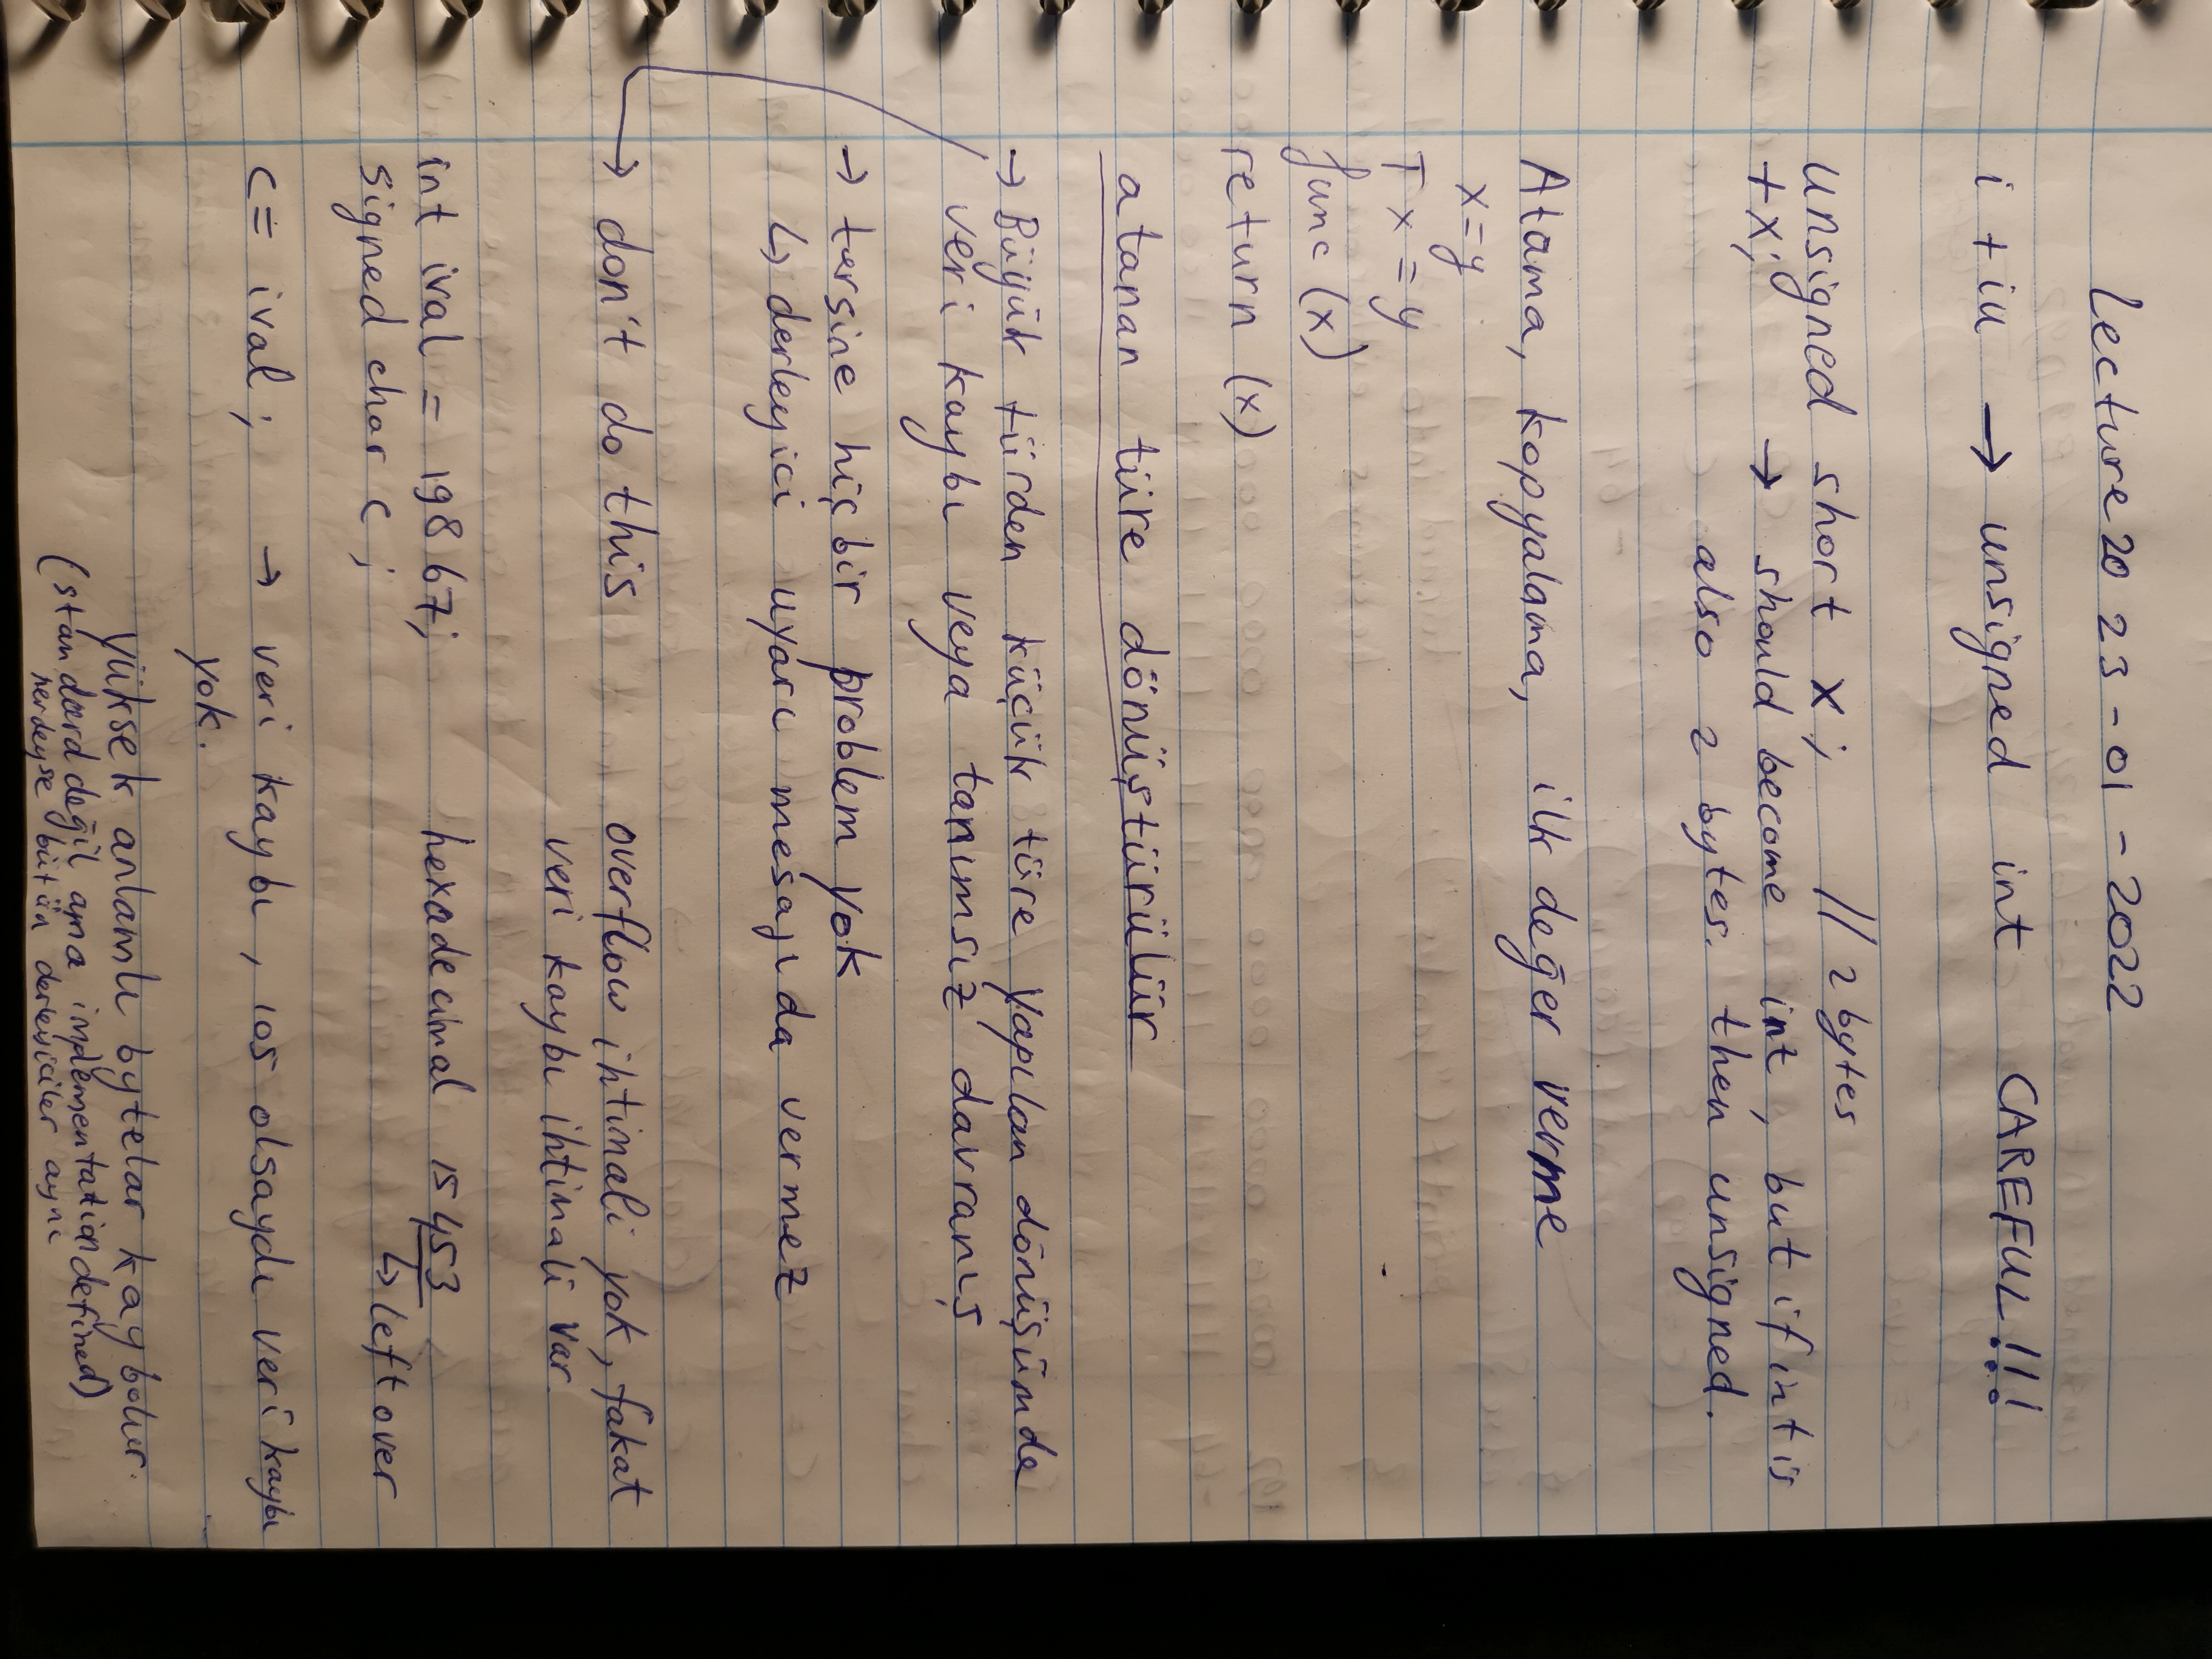 Lecture 20 23-01-2022
i + iu → unsigned int CAREFUL!!!
unsigned short x; // 2 bytes
+x; → should become int, but if int is
also 2 bytes. then unsigned.
Atama, kopyalama, ilk değer verme
x=y
T x = y
func (x)
return (x)
atanan türe dönüştürülür
→ Büyük türden küçük türe yapılan dönüşümde
veri kaybı veya tanımsız davranış
→ tersine hiçbir problem yok
↳ derleyici uyarı mesajıda vermez
→ don't do this overflow ihtimali yok, fakat
veri kaybı ihtimali var.
int ival = 19867; hexadecimal 15453
signed char c; ↳ left over
c = ival; → veri kaybı, 105 olsaydı veri kaybı
yok.
yüksek anlamlı bytelar kaybolur.
(standard değil ama implementation defined)
nerdeyse bütün derleyiciler aynı